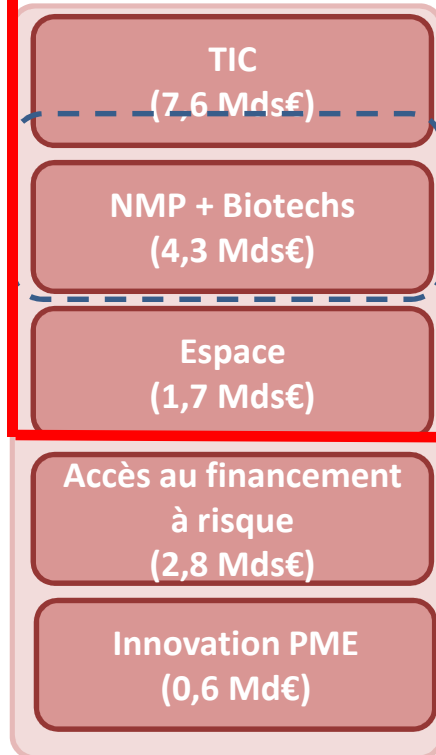 TIC
(7,6 Mds€)
NMP + Biotechs
(4,3 Mds€)
Espace
(1,7 Mds€)
Accès au financement
à risque
(2,8 Mds€)
Innovation PME
(0,6 Md€)